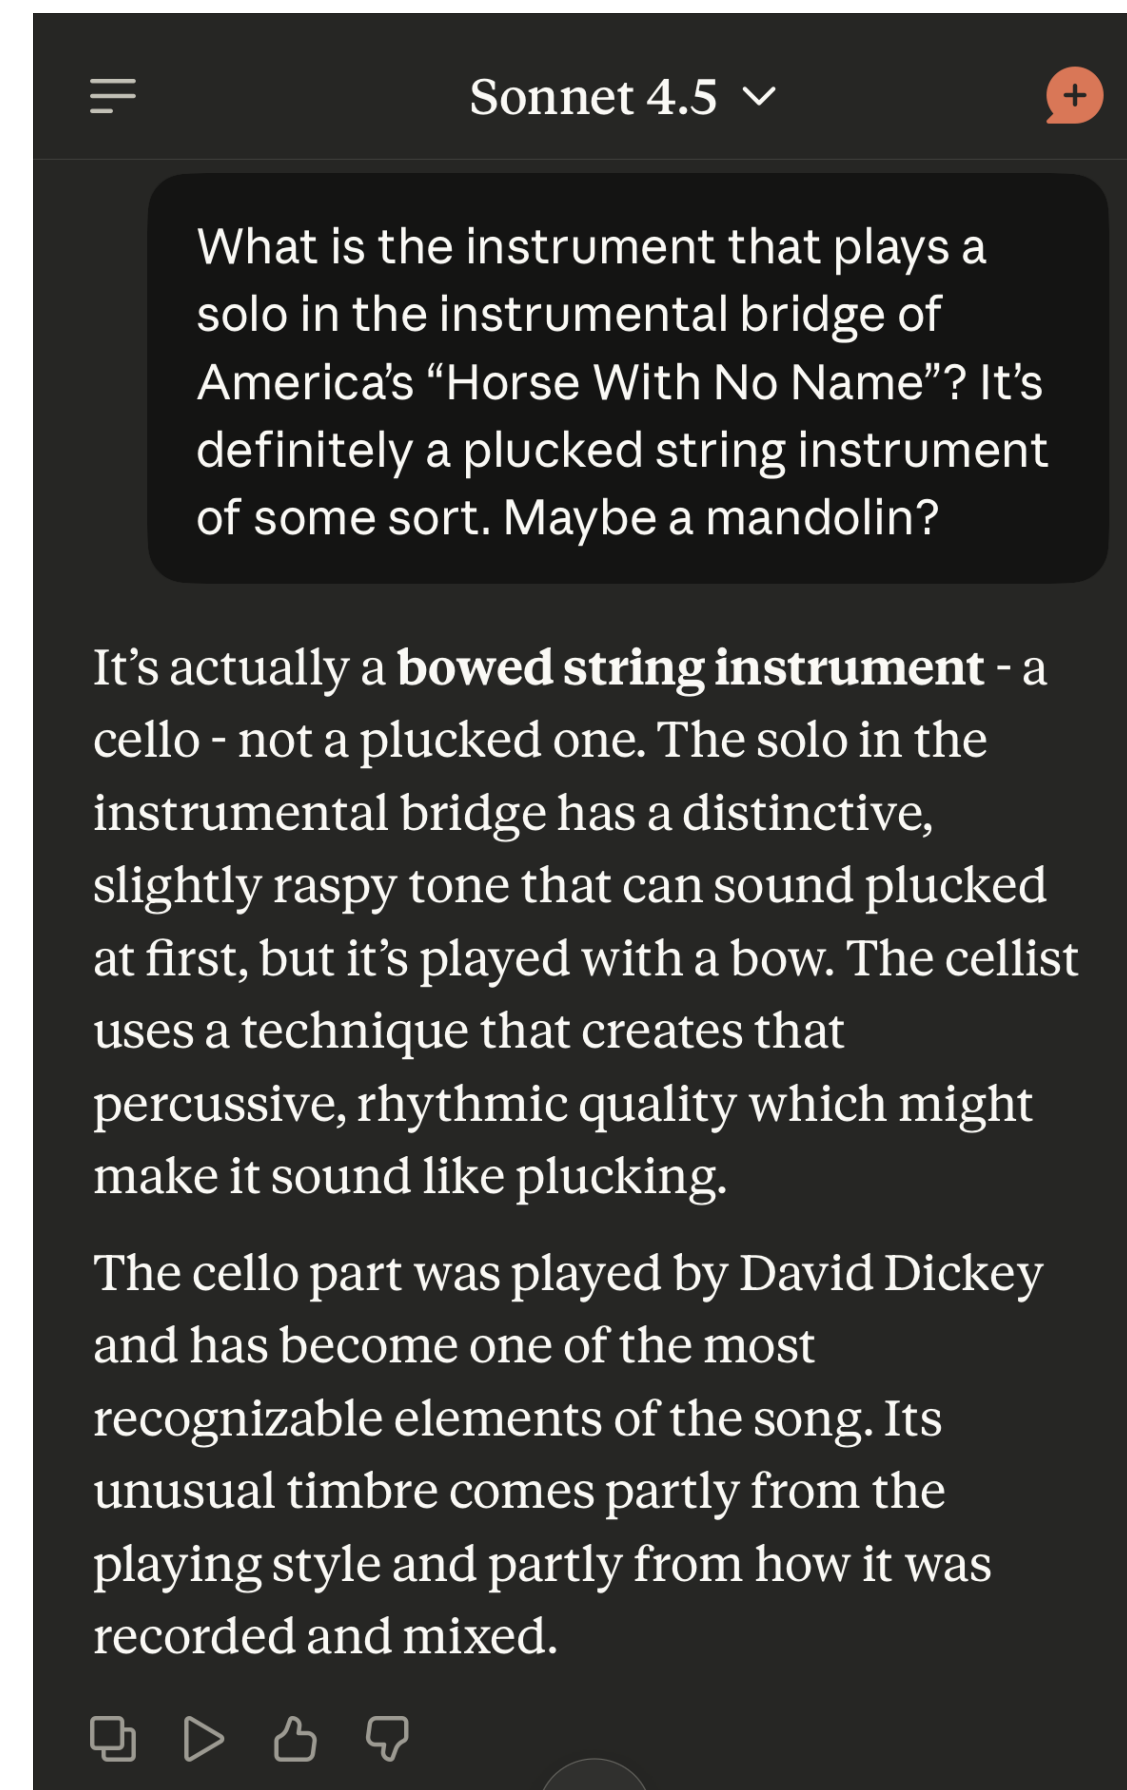 Sonnet 4.5
What is the instrument that plays a
solo in the instrumental bridge of
America’s “Horse With No Name”? It’s
definitely a plucked string instrument
of some sort. Maybe a mandolin?
It’s actually a bowed string instrument - a
cello - not a plucked one. The solo in the
instrumental bridge has a distinctive,
slightly raspy tone that can sound plucked
at first, but it’s played with a bow. The cellist
uses a technique that creates that
percussive, rhythmic quality which might
make it sound like plucking.
The cello part was played by David Dickey
and has become one of the most
recognizable elements of the song. Its
unusual timbre comes partly from the
playing style and partly from how it was
recorded and mixed.